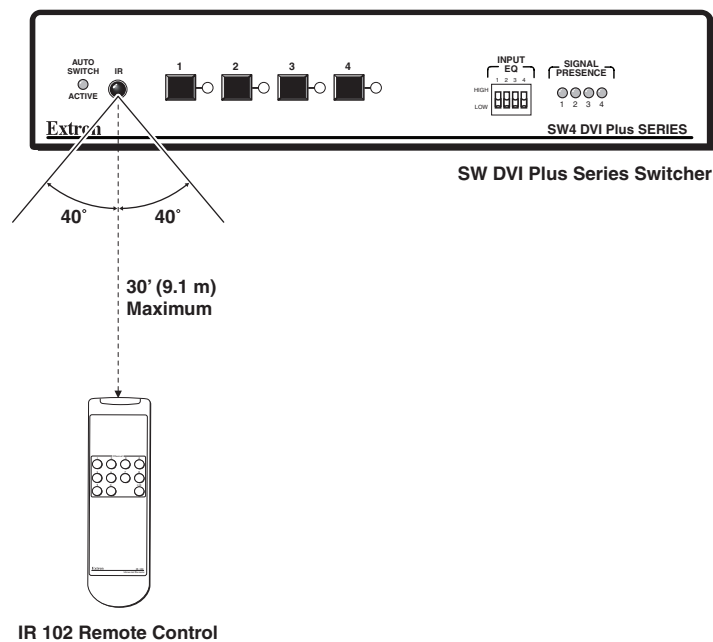 AUTO
SWITCH
IR
ACTIVE
1 2 3 4
INPUT
EQ
1 2 3 4
HIGH
LOW
SIGNAL
PRESENCE
1 2 3 4
Extron
SW4 DVI Plus SERIES
SW DVI Plus Series Switcher
40˚ 40˚
30’ (9.1 m)
Maximum
Extron
IR 102 Remote Control